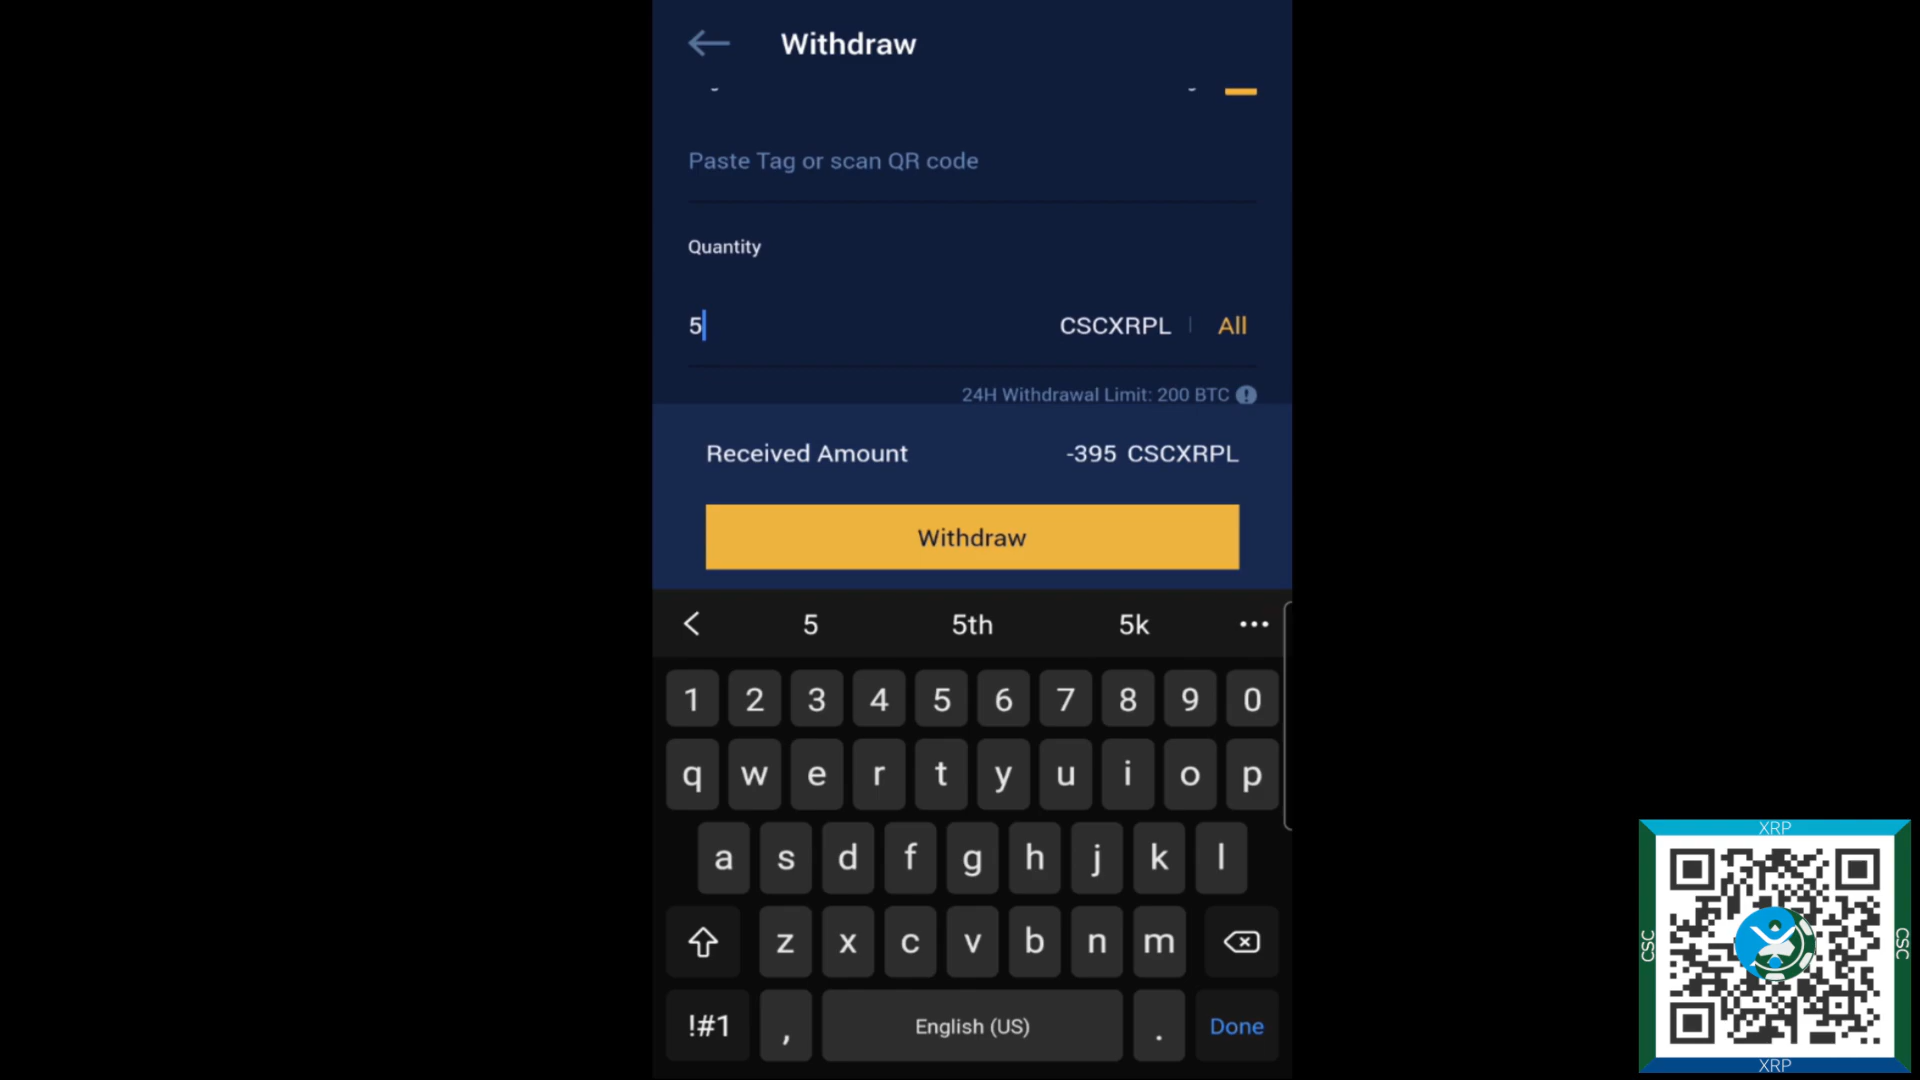 Withdraw
Paste Tag or scan QR code
Quantity
5 CSCXRPL All
24H Withdrawal Limit: 200 BTC
Received Amount -395 CSCXRPL
Withdraw
5 5th 5k
1 2 3 4 5 6 7 8 9 0
q w e r t y u i o p
a s d f g h j k l
z x c v b n m
!#1 , English (US) . Done
XRP
CSC
CSC
XRP